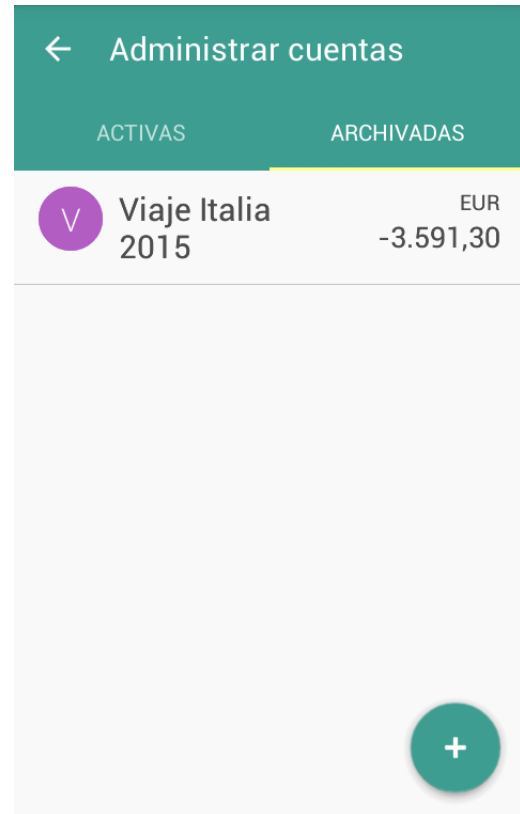 Administrar cuentas
ACTIVAS
ARCHIVADAS
V
Viaje Italia
2015
EUR
-3.591,30
+